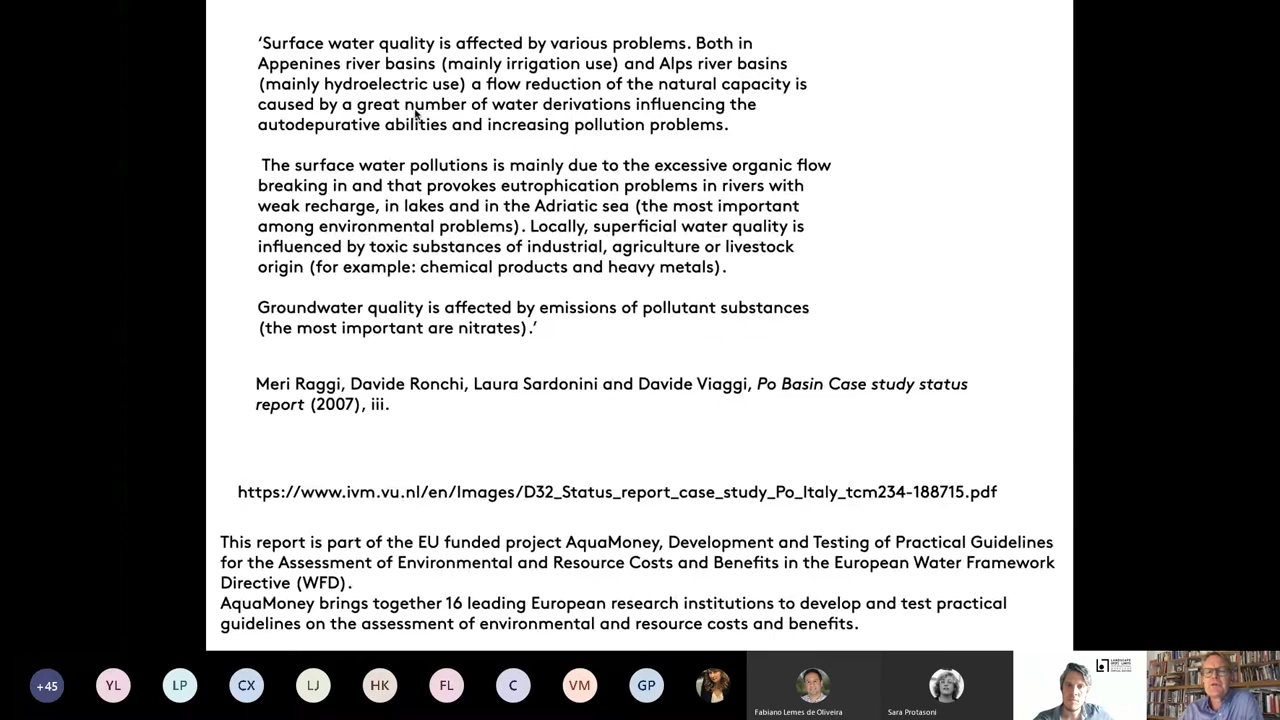 ‘Surface water quality is affected by various problems. Both in
Appenines river basins (mainly irrigation use) and Alps river basins
(mainly hydroelectric use) a flow reduction of the natural capacity is
caused by a great number of water derivations influencing the
autodepurative abilities and increasing pollution problems.
The surface water pollutions is mainly due to the excessive organic flow
breaking in and that provokes eutrophication problems in rivers with
weak recharge, in lakes and in the Adriatic sea (the most important
among environmental problems). Locally, superficial water quality is
influenced by toxic substances of industrial, agriculture or livestock
origin (for example: chemical products and heavy metals).
Groundwater quality is affected by emissions of pollutant substances
(the most important are nitrates).’
Meri Raggi, Davide Ronchi, Laura Sardonini and Davide Viaggi, Po Basin Case study status
report (2007), iii.
https://www.ivm.vu.nl/en/Images/D32_Status_report_case_study_Po_Italy_tcm234-188715.pdf
This report is part of the EU funded project AquaMoney, Development and Testing of Practical Guidelines
for the Assessment of Environmental and Resource Costs and Benefits in the European Water Framework
Directive (WFD).
AquaMoney brings together 16 leading European research institutions to develop and test practical
guidelines on the assessment of environmental and resource costs and benefits.
+45 YL LP CX LJ HK FL C VM GP
Fabiano Lemes de Oliveira
Sara Protasoni